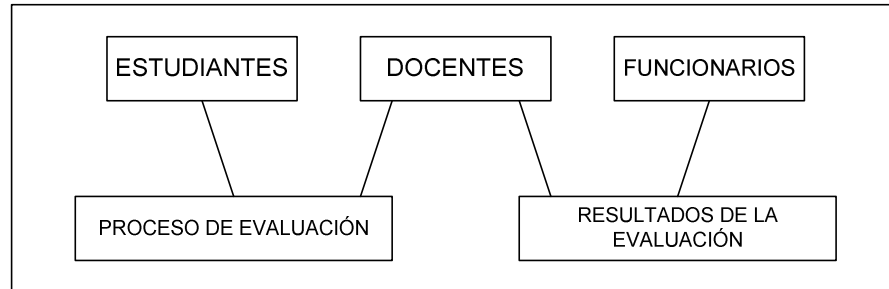 ESTUDIANTES
DOCENTES
FUNCIONARIOS
PROCESO DE EVALUACIÓN
RESULTADOS DE LA
EVALUACIÓN